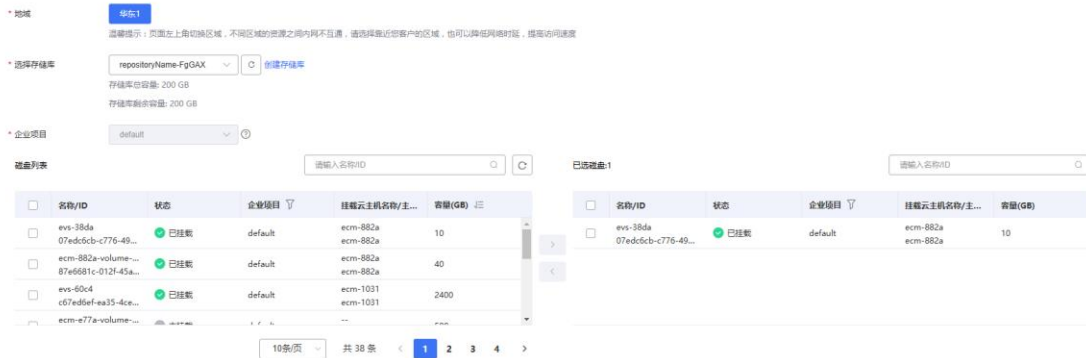 * 地域
华东1
温馨提示：页面左上角切换区域，不同区域的资源之间内网不互通，请选择靠近您客户的区域，也可以降低网络时延，提高访问速度
* 选择存储库
repositoryName-FgGAX
创建存储库
存储库总容量: 200 GB
存储库剩余容量: 200 GB
* 企业项目
default
磁盘列表
请输入名称/ID
名称/ID 状态 企业项目 挂载云主机名称/主... 容量(GB)
evs-38da
07edc6cb-c776-49... 已挂载 default ecm-882a
ecm-882a 10
ecm-882a-volume-...
87e6681c-012f-45a... 已挂载 default ecm-882a
ecm-882a 40
evs-60c4
c67ed6ef-ea35-4ce... 已挂载 default ecm-1031
ecm-1031 2400
ecm-e77a-volume-... --
10条/页 共 38 条 < 1 2 3 4 >
已选磁盘:1
请输入名称/ID
名称/ID 状态 企业项目 挂载云主机名称/主... 容量(GB)
evs-38da
07edc6cb-c776-49... 已挂载 default ecm-882a
ecm-882a 10